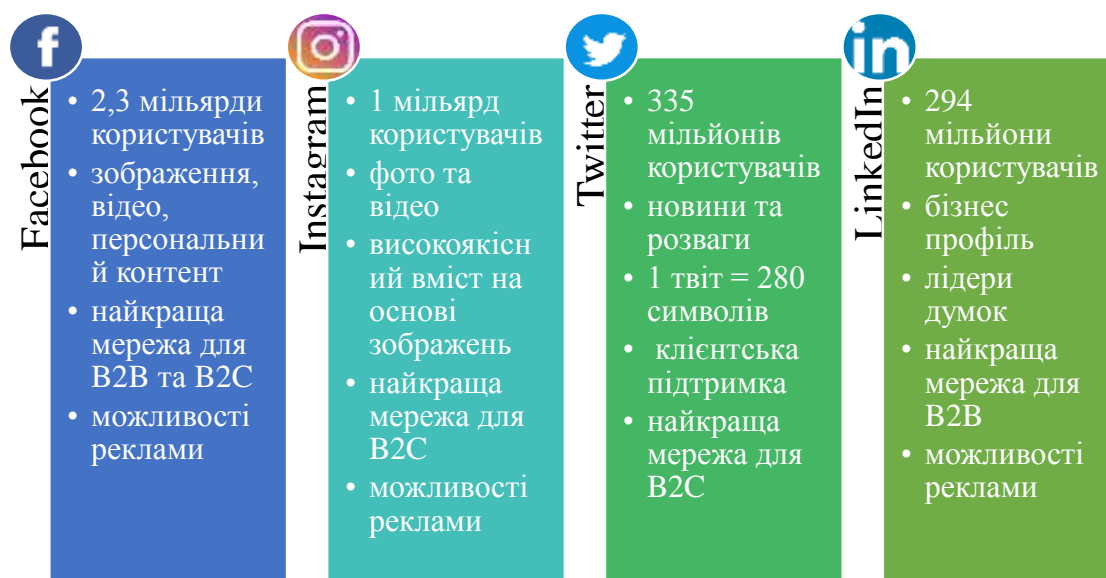 Facebook
• 2,3 мільярди
користувачів
• зображення,
відео,
персональни
й контент
• найкраща
мережа для
B2B та B2C
• можливості
реклами
Instagram
• 1 мільярд
користувачів
• фото та
відео
• високоякісн
ий вміст на
основі
зображень
• найкраща
мережа для
B2C
• можливості
реклами
Twitter
• 335
мільйонів
користувачів
• новини та
розваги
• 1 твіт = 280
символів
• клієнтська
підтримка
• найкраща
мережа для
B2C
LinkedIn
• 294
мільйони
користувачів
• бізнес
профіль
• лідери
думок
• найкраща
мережа для
B2B
• можливості
реклами